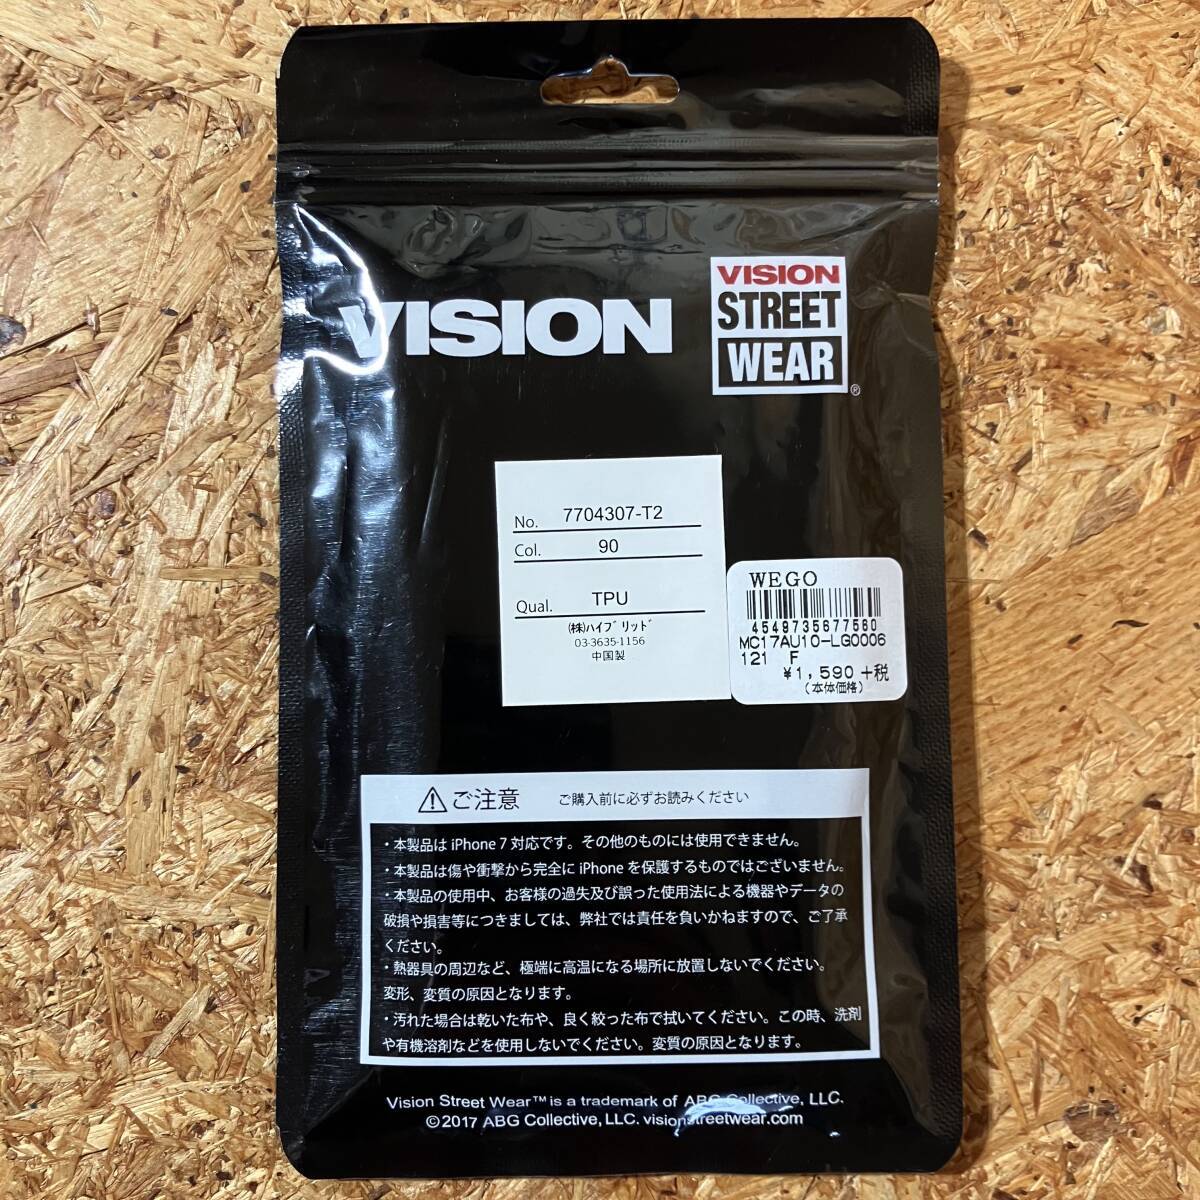 VISION
VISION
STREET
WEAR
®
No. 7704307-T2
Col. 90
Qual. TPU
(株)ハイブリッド
03-3635-1156
中国製
WEGO
4549735677580
MC17AU10-LG0006
121 F
¥1,590+税
(本体価格)
⚠ご注意 ご購入前に必ずお読みください
・本製品は iPhone 7 対応です。その他のものには使用できません。
・本製品は傷や衝撃から完全に iPhone を保護するものではございません。
・本製品の使用中、お客様の過失及び誤った使用法による機器やデータの
破損や損害等につきましては、弊社では責任を負いかねますので、ご了承
ください。
・熱器具の周辺など、極端に高温になる場所に放置しないでください。
変形、変質の原因となります。
・汚れた場合は乾いた布や、良く絞った布で拭いてください。この時、洗剤
や有機溶剤などを使用しないでください。変質の原因となります。
Vision Street Wear™ is a trademark of ABG Collective, LLC.
©2017 ABG Collective, LLC. visionstreetwear.com